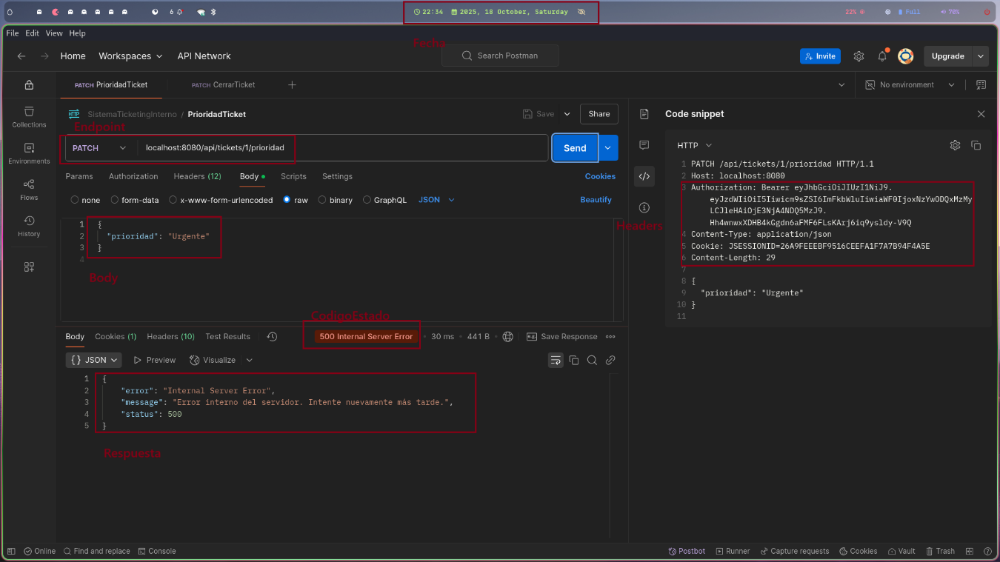 6
22:34 2025, 18 October, Saturday
22%
Full
70%
File Edit View Help
Fecha
Home Workspaces API Network
Search Postman
Invite
Upgrade
PATCH PrioridadTicket
PATCH CerrarTicket
No environment
Collections
Environments
Flows
History
HTTP SistemaTicketingInterno / PrioridadTicket
Save
Share
Endpoint
PATCH localhost:8080/api/tickets/1/prioridad
Send
Params Authorization Headers (12) Body Scripts Settings
Cookies
none form-data x-www-form-urlencoded raw binary GraphQL JSON
Beautify
1 {
2 "prioridad": "Urgente"
3 }
4
Body
CodigoEstado
Body Cookies (1) Headers (10) Test Results
500 Internal Server Error • 30 ms • 441 B
Save Response
{} JSON Preview Visualize
1 {
2 "error": "Internal Server Error",
3 "message": "Error interno del servidor. Intente nuevamente más tarde.",
4 "status": 500
5 }
Respuesta
Code snippet
HTTP
Headers
1 PATCH /api/tickets/1/prioridad HTTP/1.1
2 Host: localhost:8080
3 Authorization: Bearer eyJhbGciOiJIUzI1NiJ9.
eyJzdWIiOiI5Iiwicm9sZSI6ImFkbWluIiwiaWF0IjoxNzYwODQxMzMy
LCJleHAiOjE3NjA4NDQ5MzJ9.
Hh4wnwxXDHB4kGgdn6aFMF6FLsKArj6iq9ysldy-V9Q
4 Content-Type: application/json
5 Cookie: JSESSIONID=26A9FEEEBF9516CEEFA1F7A7B94F4A5E
6 Content-Length: 29
7
8 {
9 "prioridad": "Urgente"
10 }
11
Online Find and replace Console
Postbot Runner Capture requests Cookies Vault Trash